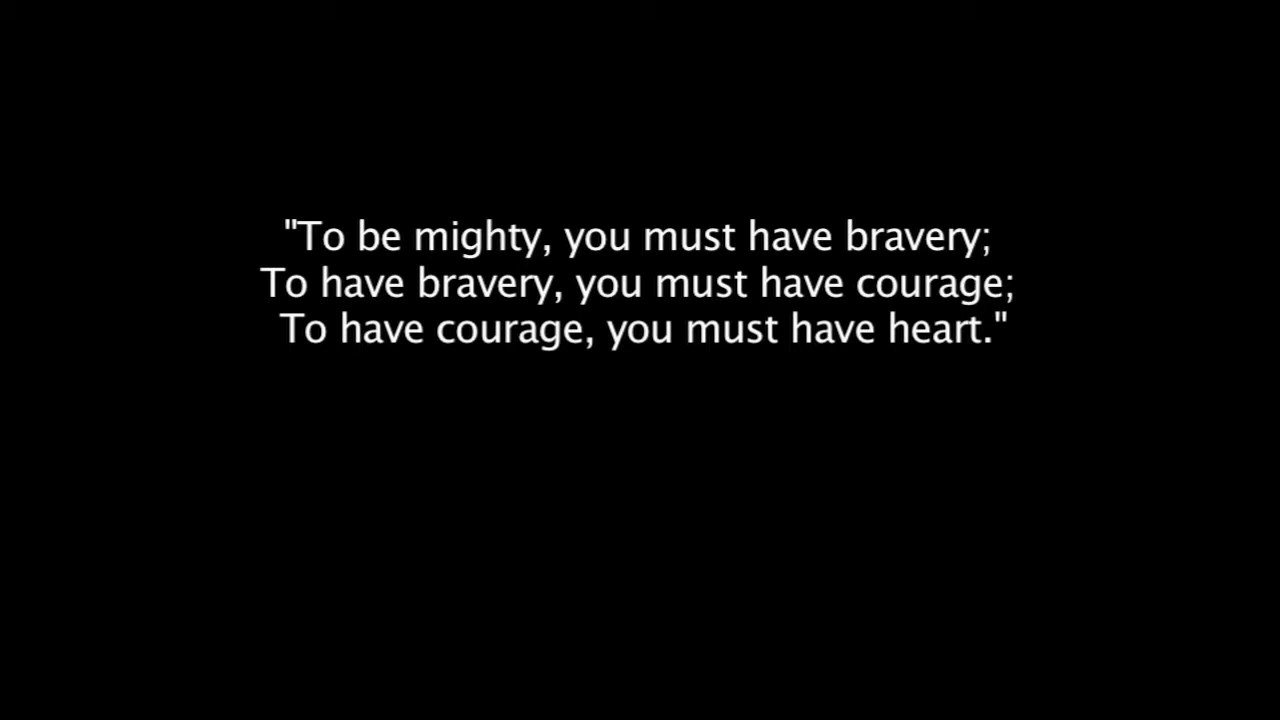 "To be mighty, you must have bravery;
To have bravery, you must have courage;
To have courage, you must have heart."